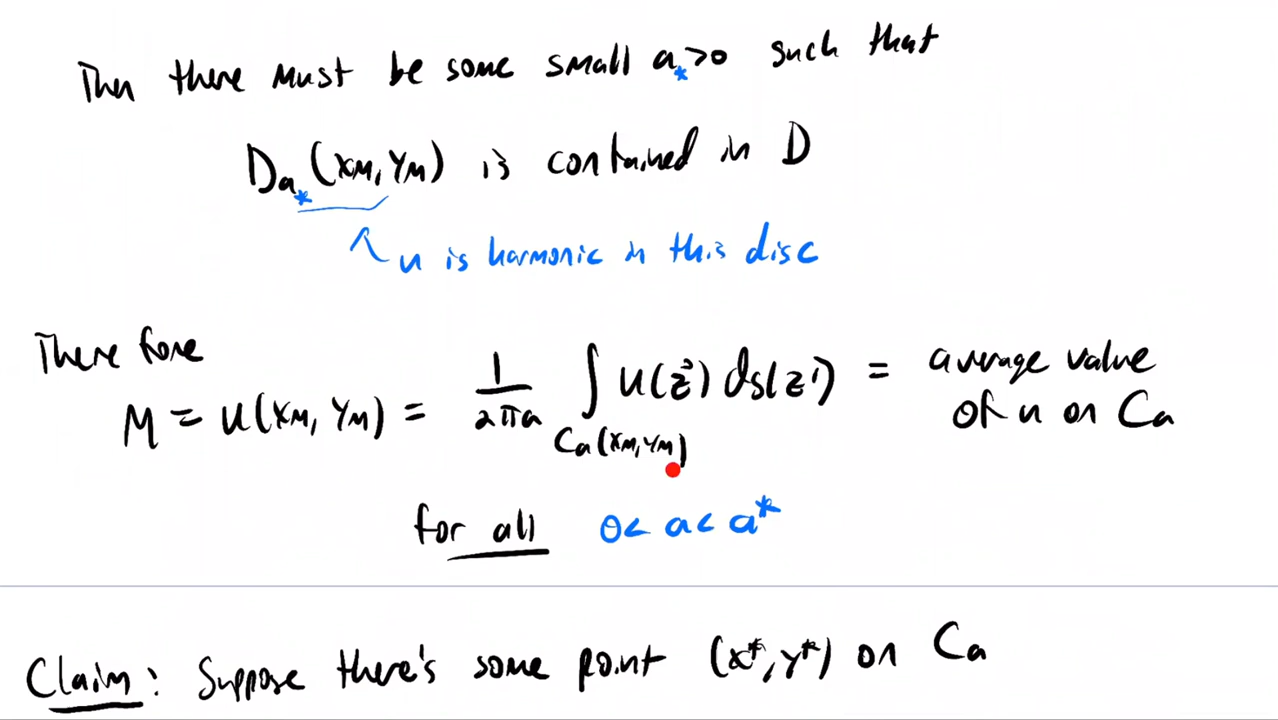 Then there must be some small a* > 0 such that
Da* (xM, yM) is contained in D
u is harmonic in this disc
Therefore
M = u(xM, yM) = 1/2πa ∫Ca(xM, yM) u(z') ds(z') = average value of u on Ca
for all 0 < a < a*
Claim: Suppose there's some point (x*, y*) on Ca